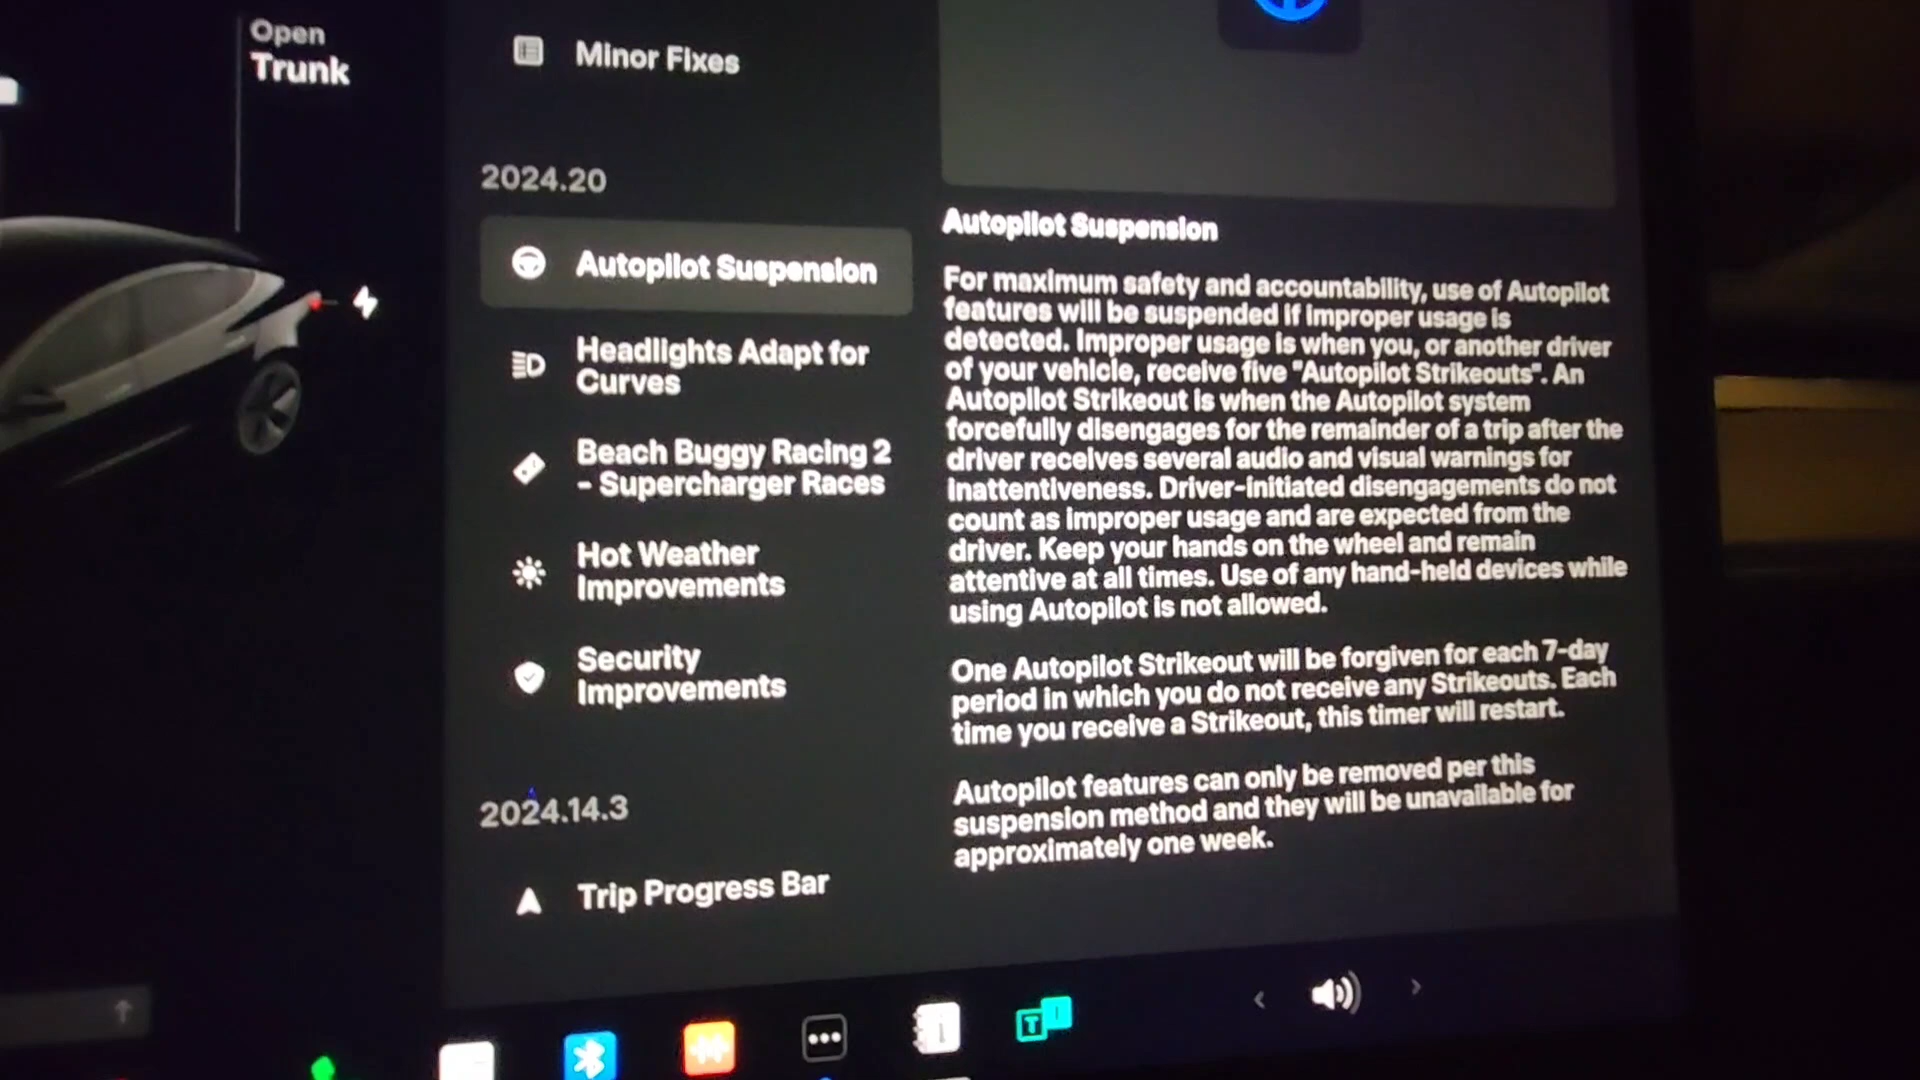 Open
Trunk
Minor Fixes
2024.20
Autopilot Suspension
Headlights Adapt for
Curves
Beach Buggy Racing 2
- Supercharger Races
Hot Weather
Improvements
Security
Improvements
2024.14.3
Trip Progress Bar
Autopilot Suspension
For maximum safety and accountability, use of Autopilot
features will be suspended if improper usage is
detected. Improper usage is when you, or another driver
of your vehicle, receive five "Autopilot Strikeouts". An
Autopilot Strikeout is when the Autopilot system
forcefully disengages for the remainder of a trip after the
driver receives several audio and visual warnings for
inattentiveness. Driver-initiated disengagements do not
count as improper usage and are expected from the
driver. Keep your hands on the wheel and remain
attentive at all times. Use of any hand-held devices while
using Autopilot is not allowed.
One Autopilot Strikeout will be forgiven for each 7-day
period in which you do not receive any Strikeouts. Each
time you receive a Strikeout, this timer will restart.
Autopilot features can only be removed per this
suspension method and they will be unavailable for
approximately one week.